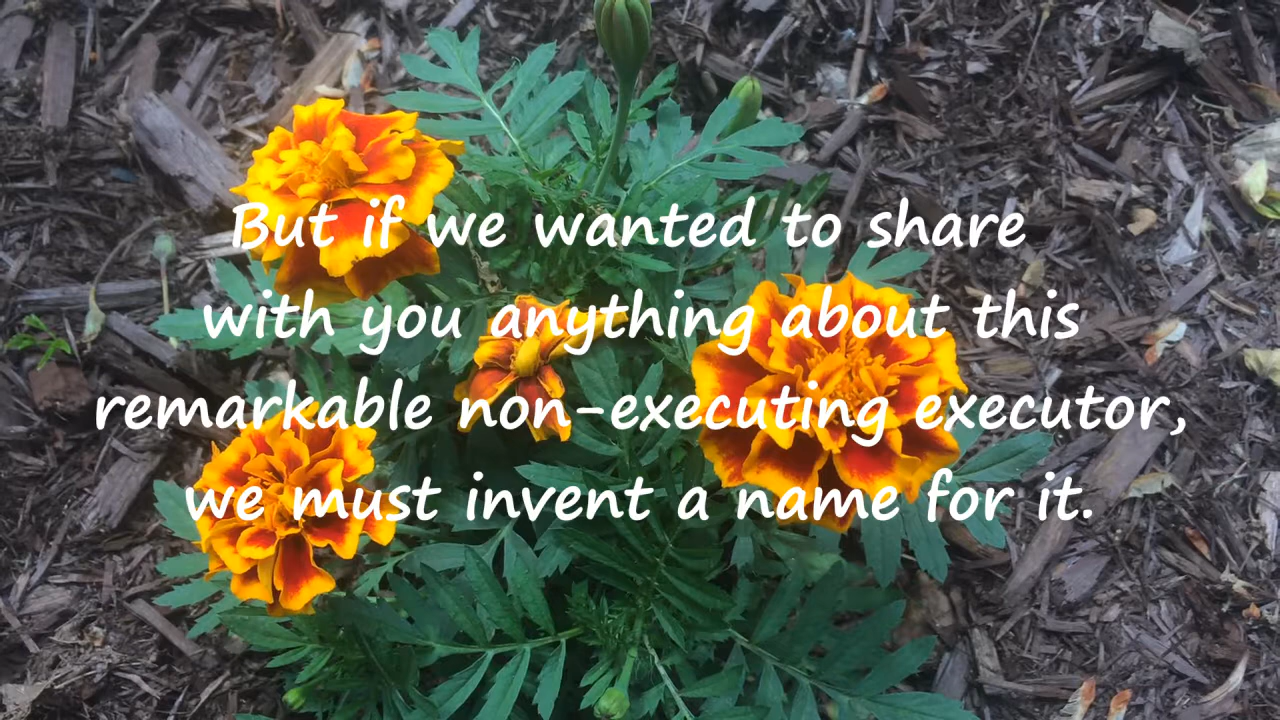 But if we wanted to share
with you anything about this
remarkable non-executing executor,
we must invent a name for it.